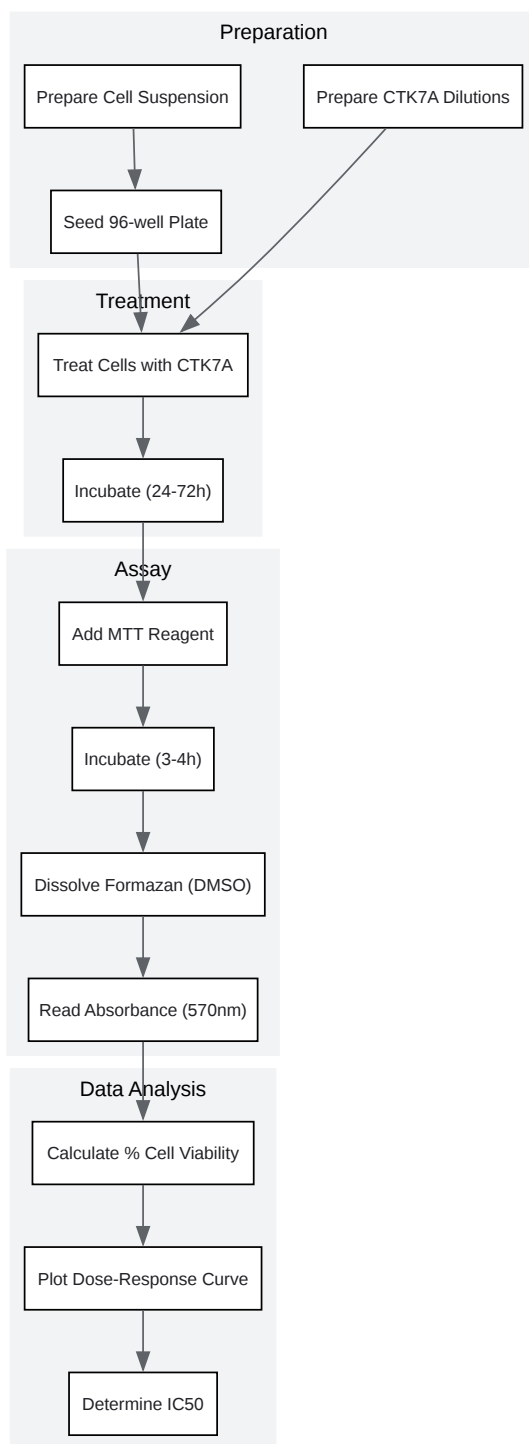 Preparation
Prepare Cell Suspension
Prepare CTK7A Dilutions
Seed 96-well Plate
Treatment
Treat Cells with CTK7A
Incubate (24-72h)
Assay
Add MTT Reagent
Incubate (3-4h)
Dissolve Formazan (DMSO)
Read Absorbance (570nm)
Data Analysis
Calculate % Cell Viability
Plot Dose-Response Curve
Determine IC50